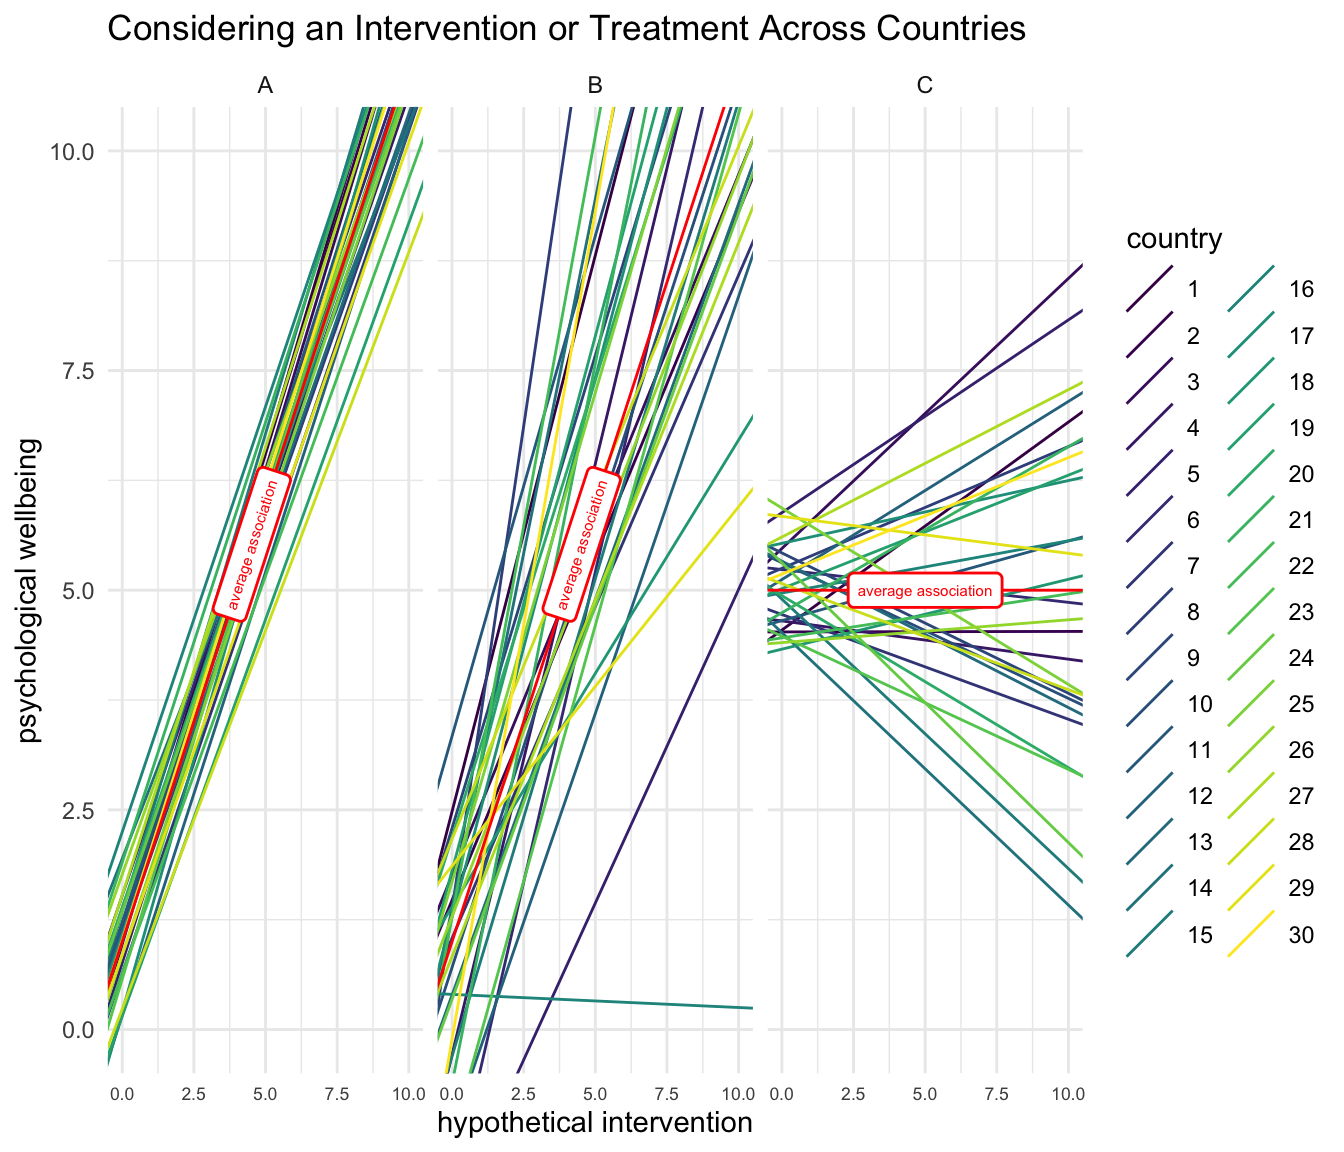 Considering an Intervention or Treatment Across Countries
A
B
C
10.0
7.5
5.0
2.5
0.0
psychological wellbeing
average association
average association
average association
0.0 2.5 5.0 7.5 10.0
0.0 2.5 5.0 7.5 10.0
0.0 2.5 5.0 7.5 10.0
hypothetical intervention
country
1
2
3
4
5
6
7
8
9
10
11
12
13
14
15
16
17
18
19
20
21
22
23
24
25
26
27
28
29
30